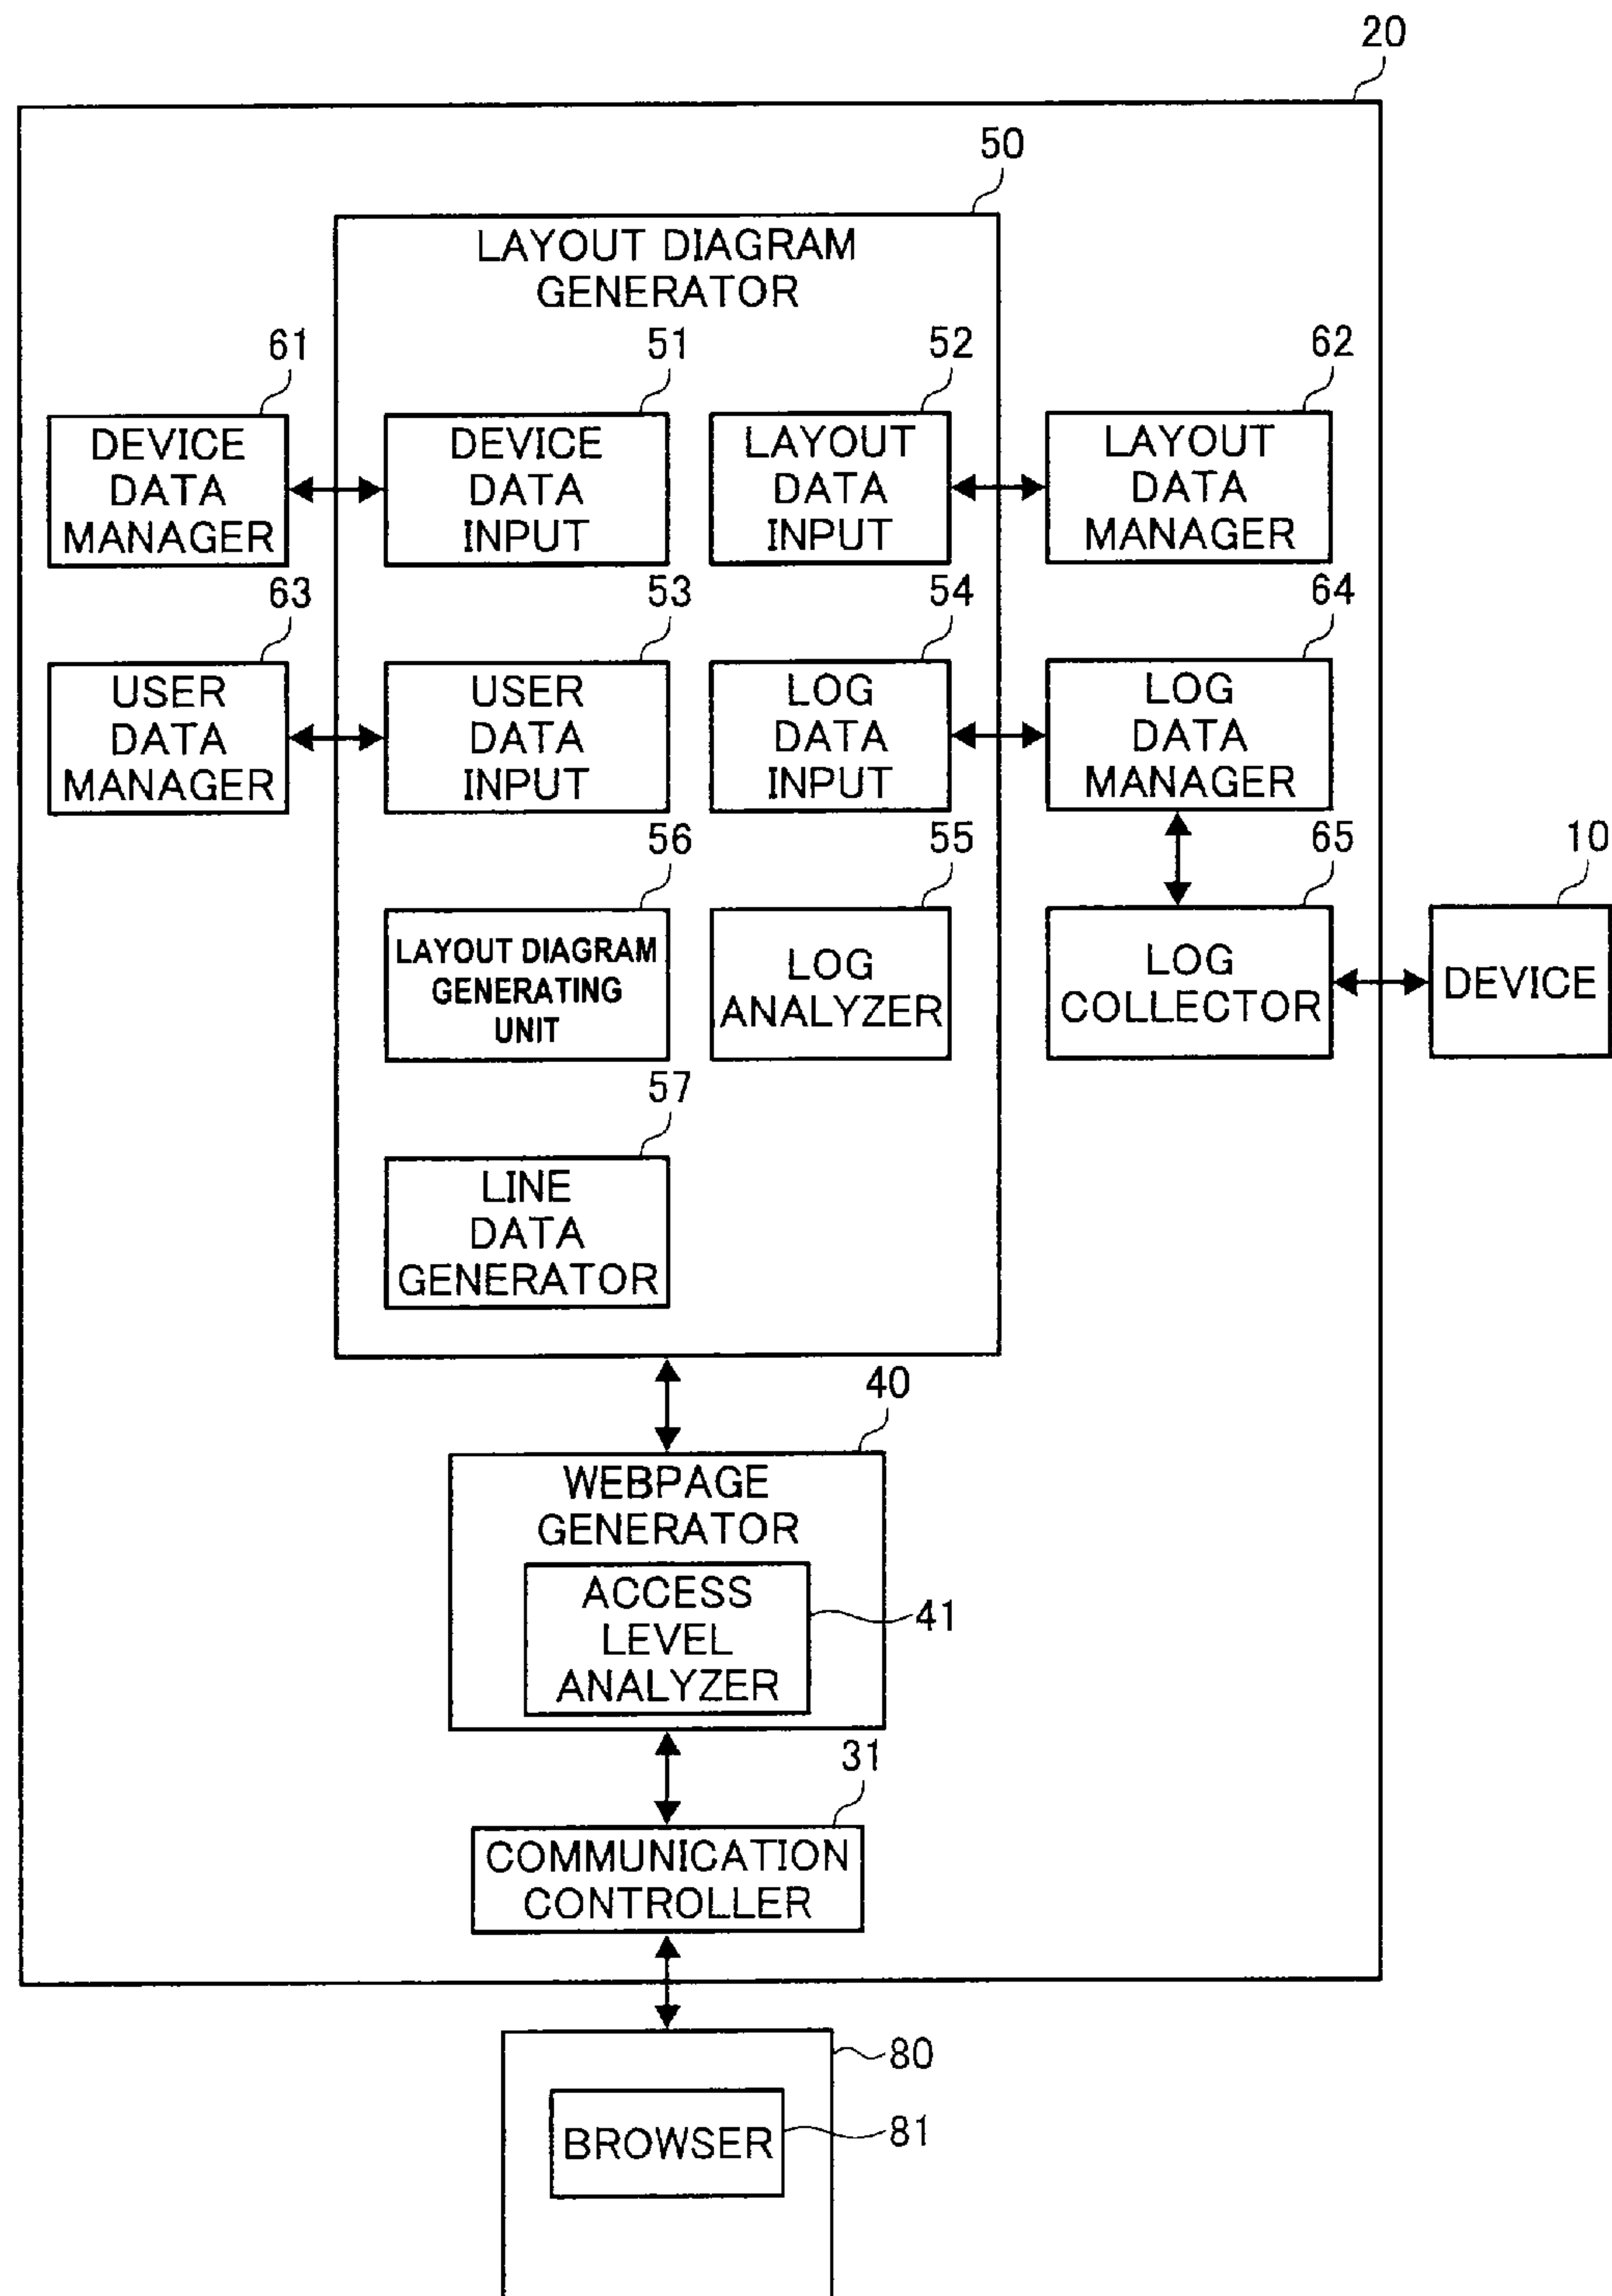 20
50
LAYOUT DIAGRAM
GENERATOR
61
51
52
62
DEVICE
DATA
MANAGER
DEVICE
DATA
INPUT
LAYOUT
DATA
INPUT
LAYOUT
DATA
MANAGER
63
53
54
64
USER
DATA
MANAGER
USER
DATA
INPUT
LOG
DATA
INPUT
LOG
DATA
MANAGER
56
55
65
10
LAYOUT DIAGRAM
GENERATING
UNIT
LOG
ANALYZER
LOG
COLLECTOR
DEVICE
57
LINE
DATA
GENERATOR
40
WEBPAGE
GENERATOR
ACCESS
LEVEL
ANALYZER
41
31
COMMUNICATION
CONTROLLER
80
BROWSER
81